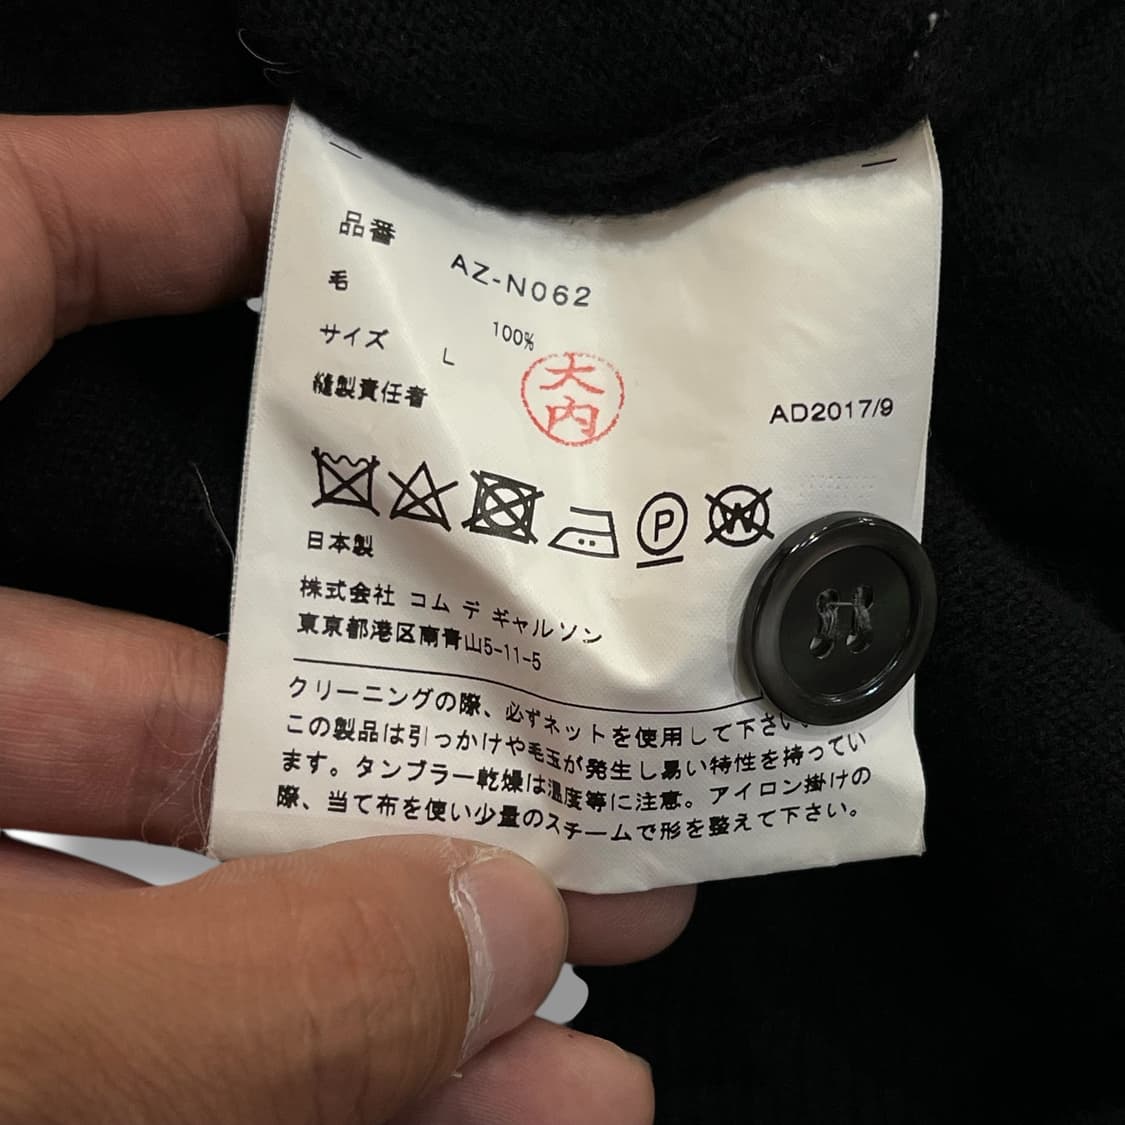 品番 AZ-N062
毛 100%
サイズ L
縫製責任者 大内
AD2017/9
P
W
日本製
株式会社 コム デ ギャルソン
東京都港区南青山5-11-5
クリーニングの際、必ずネットを使用して下さい。
この製品は引っかけや毛玉が発生し易い特性を持ってい
ます。タンブラー乾燥は温度等に注意。アイロン掛けの
際、当て布を使い少量のスチームで形を整えて下さい。